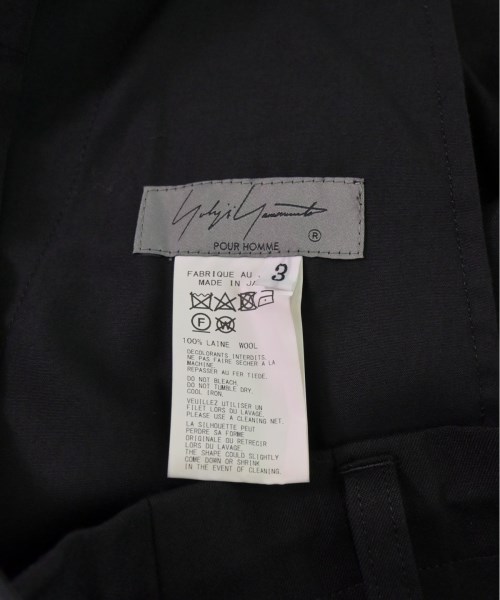 Yohji Yamamoto
POUR HOMME
®
3
FABRIQUE AU
MADE IN JA
F W
100% LAINE WOOL
DÉCOLORANTS INTERDITS
NE PAS FAIRE SÉCHER A LA
MACHINE.
REPASSER AU FER TIEGE.
DO NOT BLEACH.
DO NOT TUMBLE DRY
COOL IRON.
VEUILLEZ UTILISER UN
FILET LORS DU LAVAGE.
PLEASE USE A CLEANING NET.
LA SILHOUETTE PEUT
PERDRE SA FORME
ORIGINALE OU RETRECIR
LORS DU LAVAGE.
THE SHAPE COULD SLIGHTLY
COME DOWN OR SHRINK
IN THE EVENT OF CLEANING.